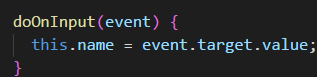 doOnInput(event) {
  this.name = event.target.value;
}